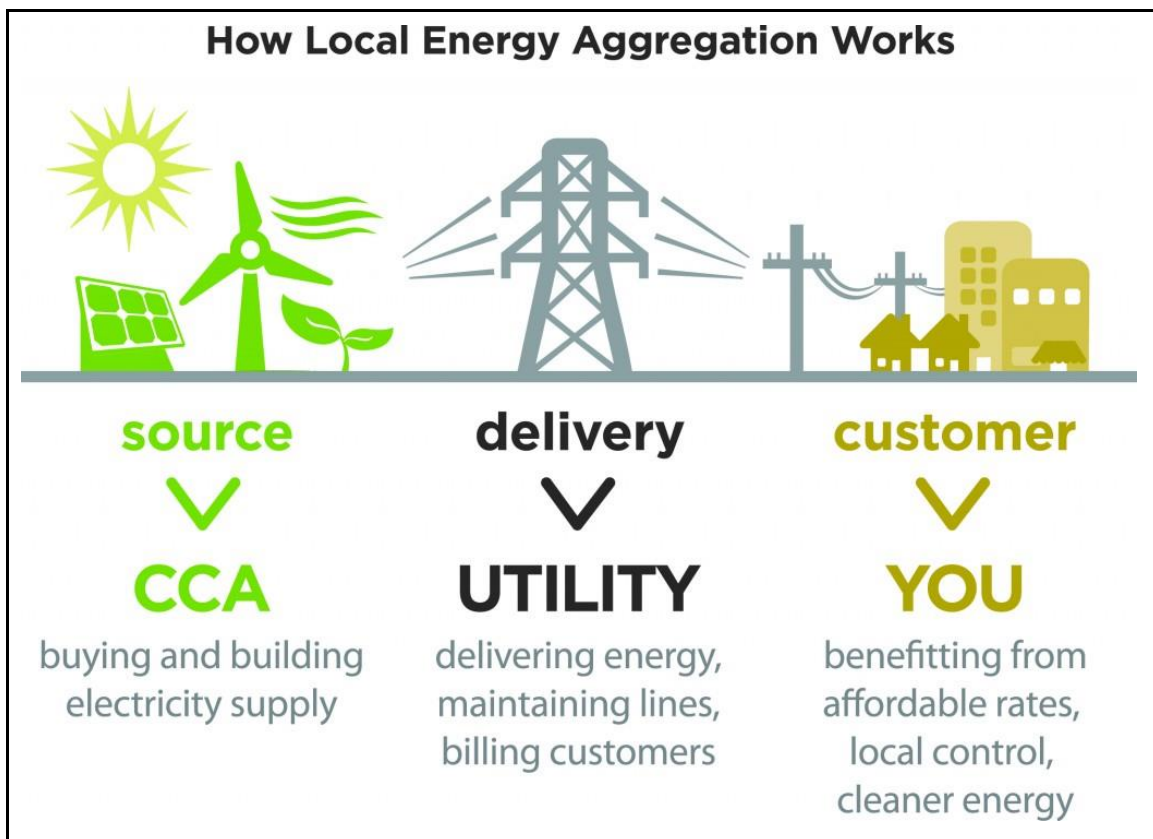 How Local Energy Aggregation Works
source
CCA
buying and building
electricity supply
delivery
UTILITY
delivering energy,
maintaining lines,
billing customers
customer
YOU
benefitting from
affordable rates,
local control,
cleaner energy